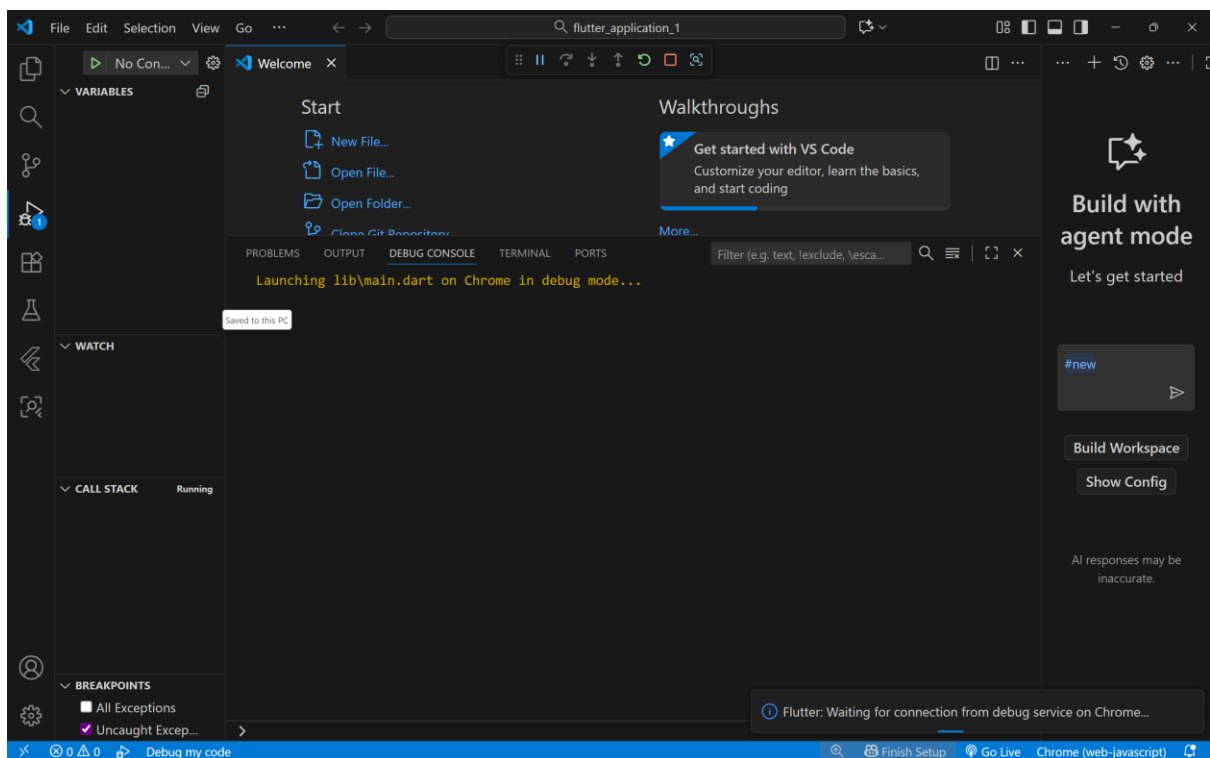 File Edit Selection View Go ··· flutter_application_1
No Con...
Welcome
VARIABLES
Start
New File...
Open File...
Open Folder...
Clone Git Repository...
Walkthroughs
Get started with VS Code
Customize your editor, learn the basics,
and start coding
More...
PROBLEMS OUTPUT DEBUG CONSOLE TERMINAL PORTS Filter (e.g. text, !exclude, \esca...
Launching lib\main.dart on Chrome in debug mode...
Saved to this PC
WATCH
CALL STACK Running
BREAKPOINTS
All Exceptions
Uncaught Excep...
1
Build with
agent mode
Let's get started
#new
Build Workspace
Show Config
AI responses may be
inaccurate.
Flutter: Waiting for connection from debug service on Chrome...
0 0 Debug my code Finish Setup Go Live Chrome (web-javascript)